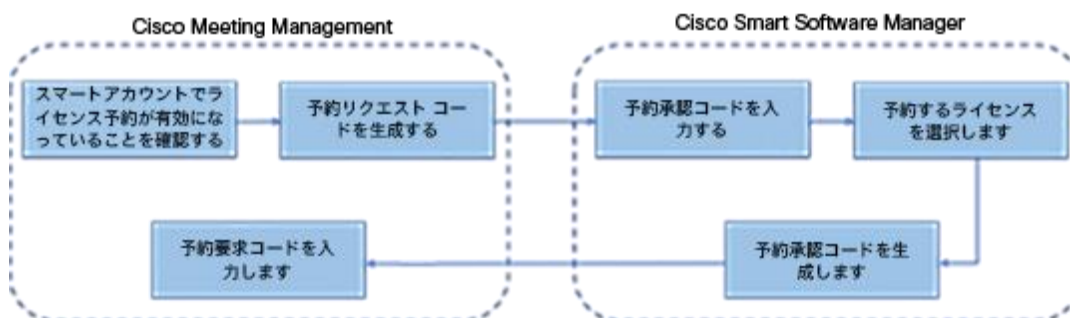 Cisco Meeting Management
Cisco Smart Software Manager
スマートアカウントでラ
イセンス予約が有効にな
っていることを確認する
予約リクエスト コー
ドを生成する
予約承認コードを入
力する
予約するライセンス
を選択します
予約要求コードを入
力します
予約承認コードを生
成します